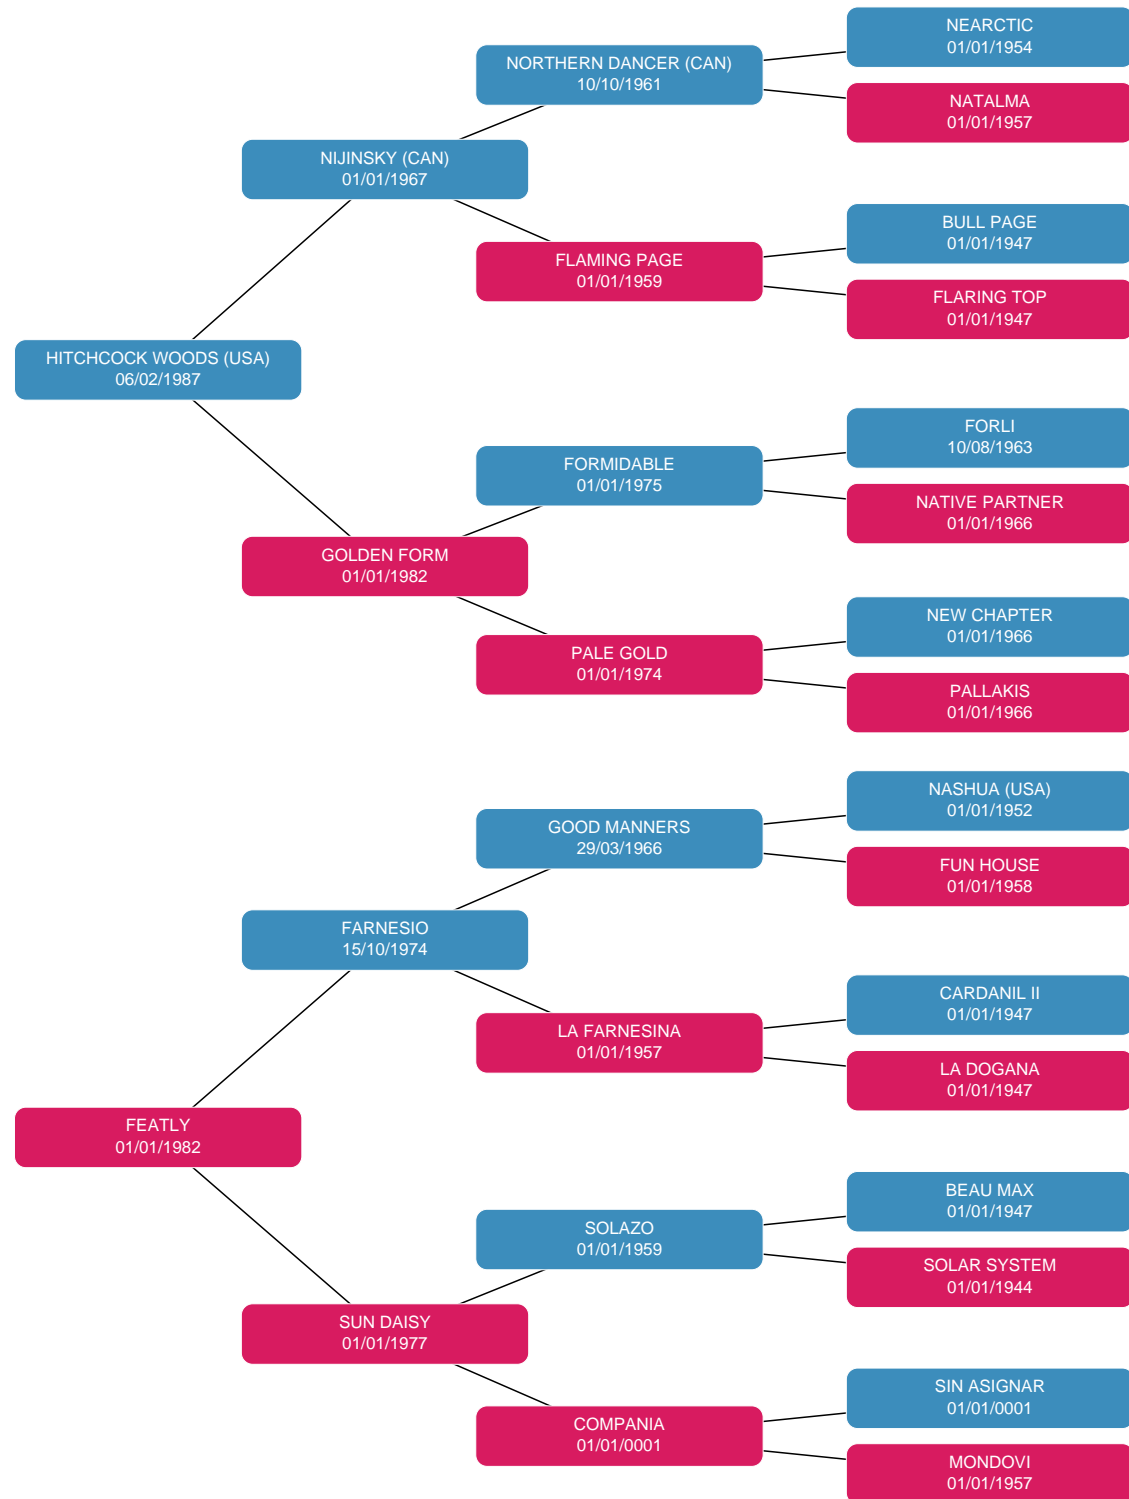 NEARCTIC
01/01/1954
NORTHERN DANCER (CAN)
10/10/1961
NATALMA
01/01/1957
NIJINSKY (CAN)
01/01/1967
BULL PAGE
01/01/1947
FLAMING PAGE
01/01/1959
FLARING TOP
01/01/1947
HITCHCOCK WOODS (USA)
06/02/1987
FORLI
10/08/1963
FORMIDABLE
01/01/1975
NATIVE PARTNER
01/01/1966
GOLDEN FORM
01/01/1982
NEW CHAPTER
01/01/1966
PALE GOLD
01/01/1974
PALLAKIS
01/01/1966
NASHUA (USA)
01/01/1952
GOOD MANNERS
29/03/1966
FUN HOUSE
01/01/1958
FARNESIO
15/10/1974
CARDANIL II
01/01/1947
LA FARNESINA
01/01/1957
LA DOGANA
01/01/1947
FEATLY
01/01/1982
BEAU MAX
01/01/1947
SOLAZO
01/01/1959
SOLAR SYSTEM
01/01/1944
SUN DAISY
01/01/1977
SIN ASIGNAR
01/01/0001
COMPANIA
01/01/0001
MONDOVI
01/01/1957